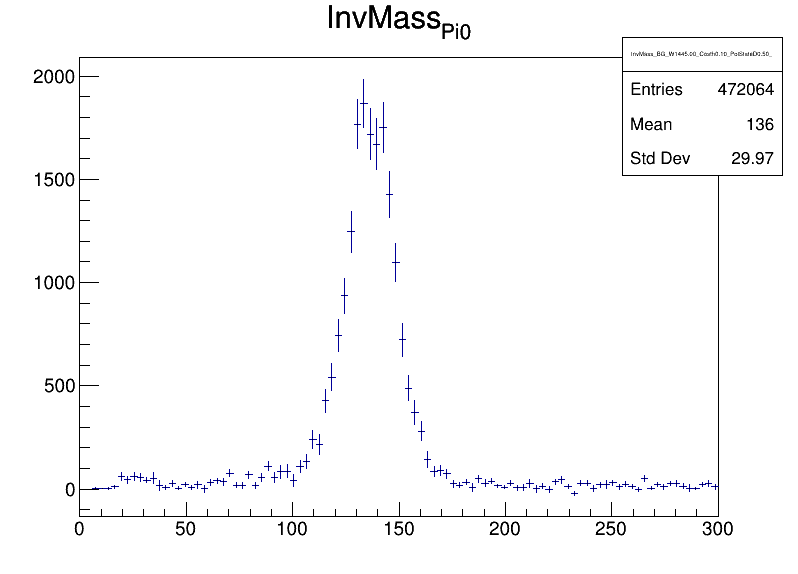 InvMass_Pi0
InvMass_BG_W1445.00_Costh0.10_PolStateD0.50_
Entries 472064
Mean 136
Std Dev 29.97
2000
1500
1000
500
0
0 50 100 150 200 250 300